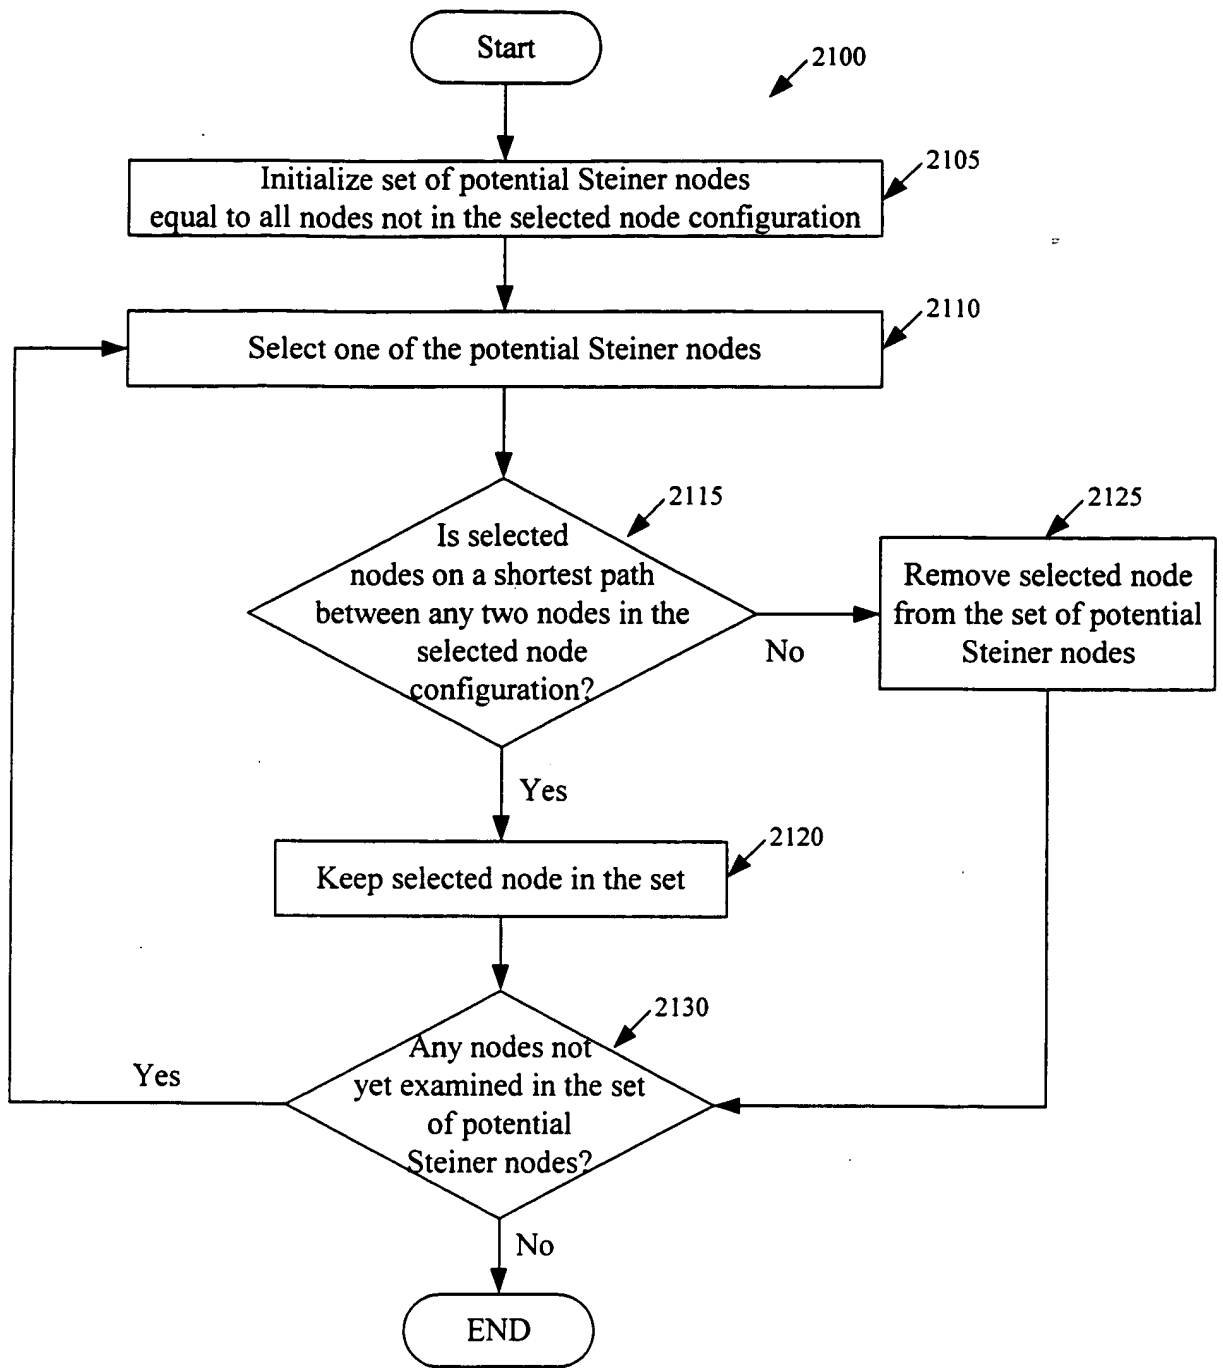 Start
2100
2105
Initialize set of potential Steiner nodes
equal to all nodes not in the selected node configuration
2110
Select one of the potential Steiner nodes
2115
Is selected
nodes on a shortest path
between any two nodes in the
selected node
configuration?
2125
Remove selected node
from the set of potential
Steiner nodes
No
Yes
2120
Keep selected node in the set
2130
Any nodes not
yet examined in the set
of potential
Steiner nodes?
Yes
No
END